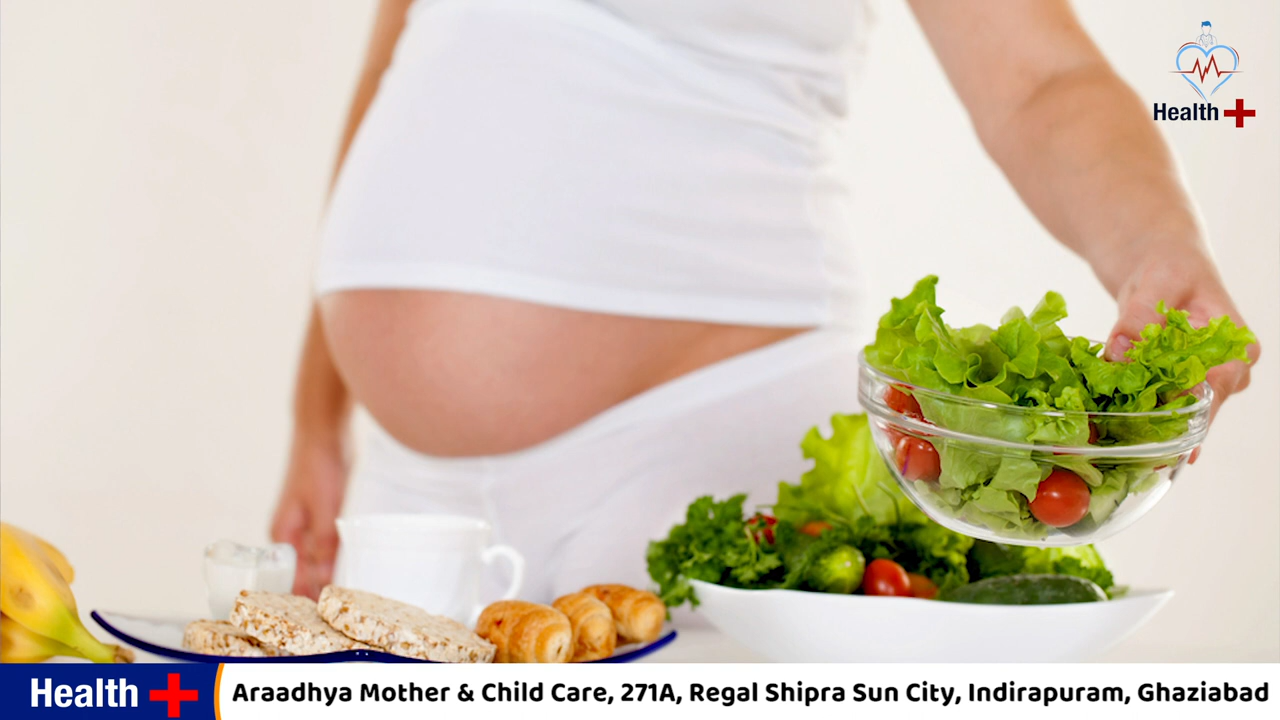 Health
Health
Araadhya Mother & Child Care, 271A, Regal Shipra Sun City, Indirapuram, Ghaziabad